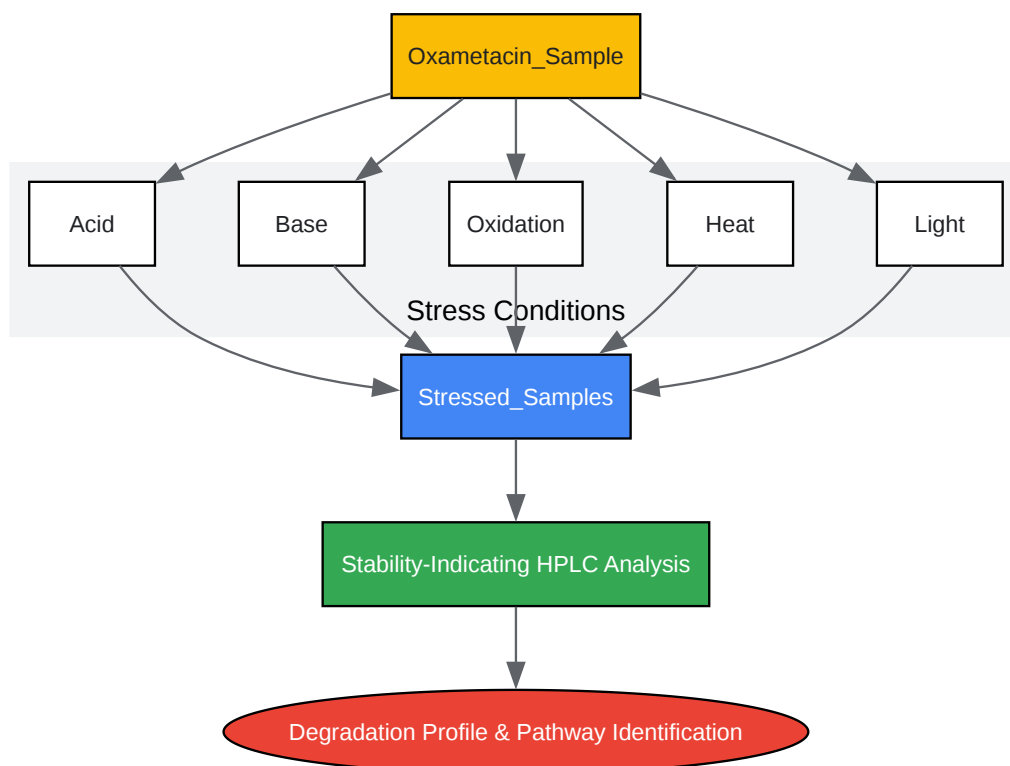 Oxametacin_Sample
Acid
Base
Oxidation
Heat
Light
Stress Conditions
Stressed_Samples
Stability-Indicating HPLC Analysis
Degradation Profile & Pathway Identification